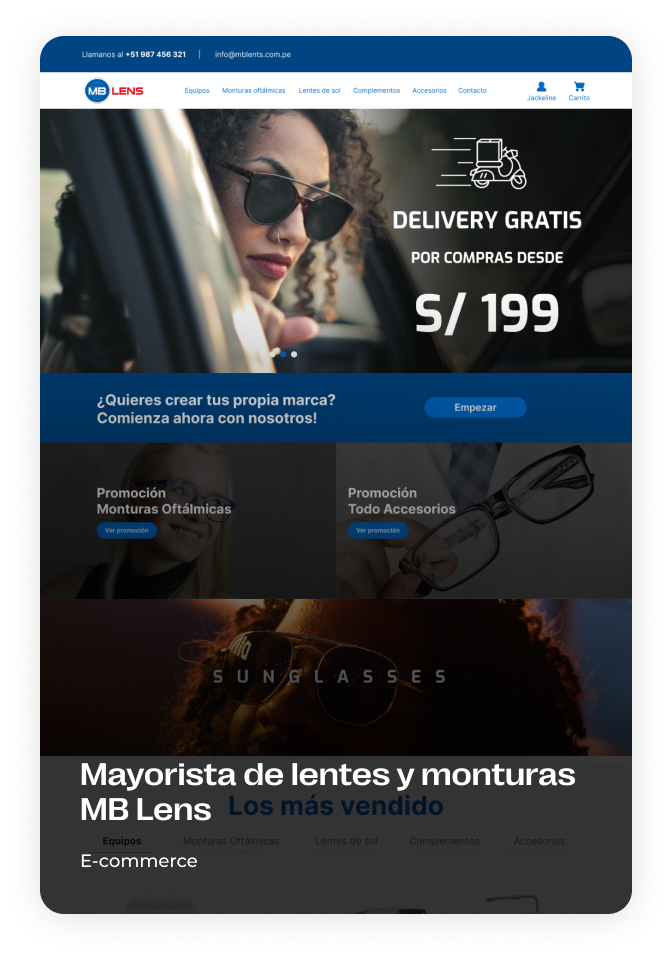 Llamanos al +51 987 456 321 | info@mblents.com.pe
MB LENS
Equipos Monturas oftálmicas Lentes de sol Complementos Accesorios Contacto
Jackeline Carrito
DELIVERY GRATIS
POR COMPRAS DESDE
S/ 199
¿Quieres crear tus propia marca?
Comienza ahora con nosotros!
Empezar
Promoción
Monturas Oftálmicas
Ver promoción
Promoción
Todo Accesorios
Ver promoción
SUNGLASSES
Mayorista de lentes y monturas
MB Lens
Los más vendido
Equipos Monturas Oftálmicas Lentes de sol Complementos Accesorios
E-commerce